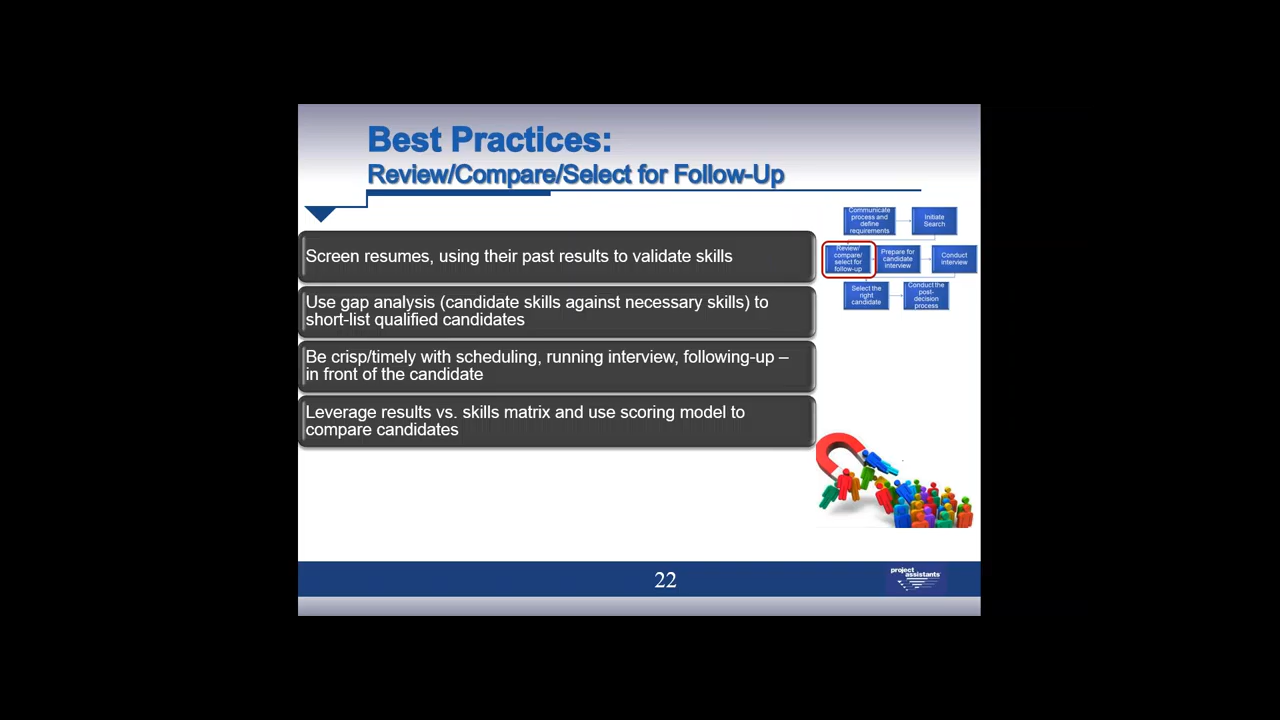 Best Practices:
Review/Compare/Select for Follow-Up
Communicate
process and
define
requirements
Initiate
Search
Review/
compare/
select for
follow-up
Prepare for
candidate
interview
Conduct
interview
Select the
right
candidate
Conduct the
post-
decision
process
Screen resumes, using their past results to validate skills
Use gap analysis (candidate skills against necessary skills) to
short-list qualified candidates
Be crisp/timely with scheduling, running interview, following-up –
in front of the candidate
Leverage results vs. skills matrix and use scoring model to
compare candidates
22
project
assistants